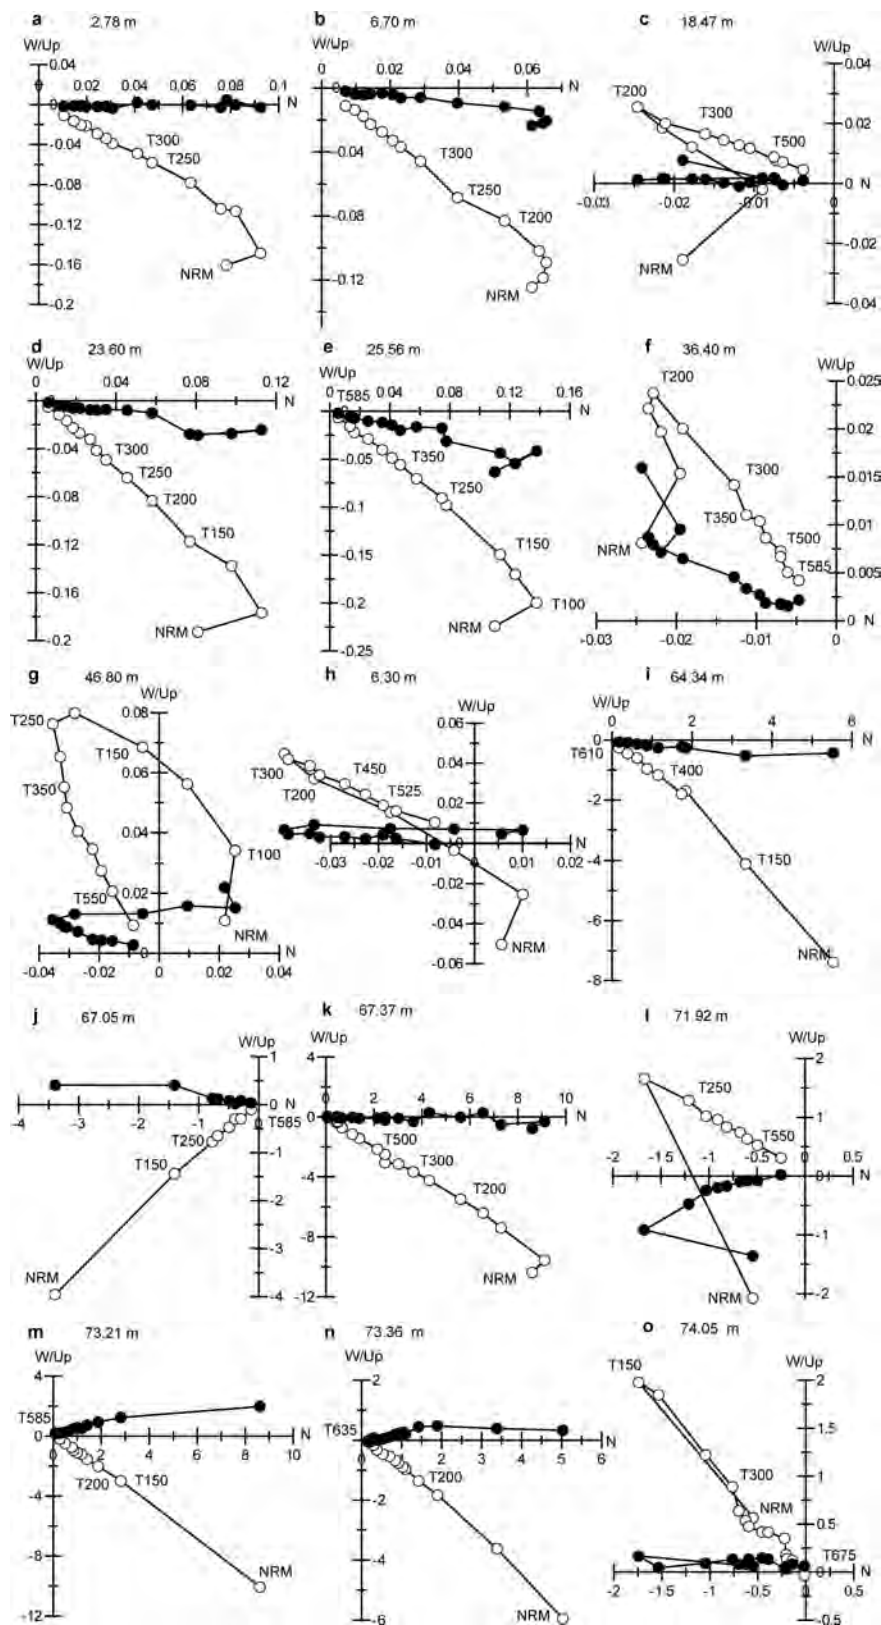 a
2.78 m
W/Up
0.04
0.02
0.04
0.06
0.08
0.1
0
N
-0.04
-0.08
-0.12
-0.16
-0.2
T300
T250
NRM
b
6.70 m
W/Up
0
0.02
0.04
0.06
N
-0.04
-0.08
-0.12
T300
T250
T200
NRM
c
18.47 m
W/Up
0.04
0.02
0
N
-0.02
-0.04
-0.03
-0.02
-0.01
T200
T300
T500
NRM
d
23.60 m
W/Up
0
0.04
0.08
0.12
N
-0.04
-0.08
-0.12
-0.16
-0.2
T300
T250
T200
T150
NRM
e
25.56 m
W/Up
T585
0
0.04
0.08
0.12
0.16
N
-0.05
-0.1
-0.15
-0.2
-0.25
T350
T250
T150
T100
NRM
f
36.40 m
W/Up
0.025
0.02
0.015
0.01
0.005
0
N
-0.03
-0.02
-0.01
0
T200
T300
T350
T500
T585
NRM
g
46.80 m
W/Up
0.08
0.06
0.04
0.02
0
N
-0.04
-0.02
0
0.02
0.04
T250
T150
T350
T100
T550
NRM
h
6.30 m
W/Up
0.06
0.04
0.02
0
N
-0.02
-0.04
-0.06
-0.03
-0.02
-0.01
0.01
0.02
T300
T450
T200
T525
NRM
i
64.34 m
W/Up
0
2
4
6
N
-2
-4
-6
-8
T610
T400
T150
NRM
j
67.05 m
W/Up
1
0
N
-4
-3
-2
-1
-1
-2
-3
-4
T585
T250
T150
NRM
k
67.37 m
W/Up
4
0
2
4
6
8
10
N
-4
-8
-12
T500
T300
T200
NRM
l
71.92 m
W/Up
2
1
0
N
-2
-1.5
-1
-0.5
0
0.5
-1
-2
T250
T550
NRM
m
73.21 m
W/Up
4
T585
0
2
4
6
8
10
N
-4
-8
-12
T200
T150
NRM
n
73.36 m
W/Up
2
T635
0
1
2
3
4
5
6
N
-2
-4
-6
T200
NRM
o
74.05 m
W/Up
T150
2
1.5
1
0.5
0
N
-0.5
-2
-1.5
-1
-0.5
0
0.5
T300
NRM
T675